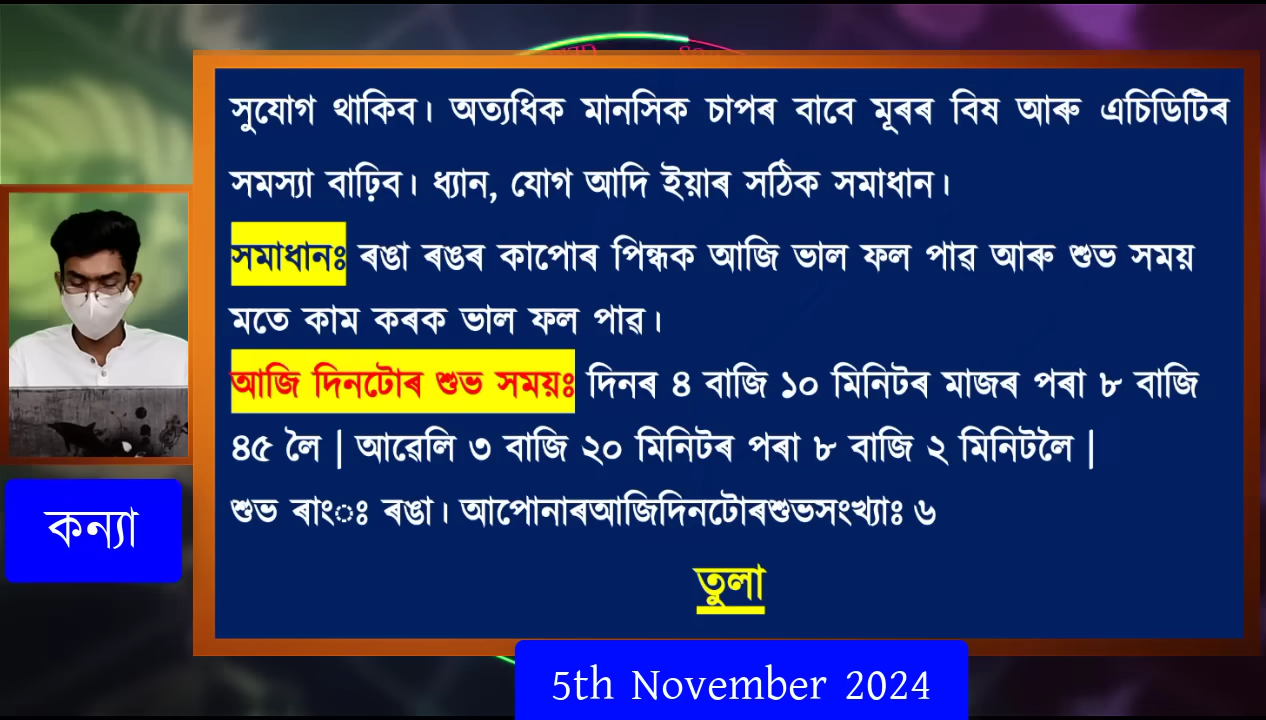 সুযোগ থাকিব। অত্যধিক মানসিক চাপৰ বাবে মূৰৰ বিষ আৰু এচিডিটিৰ
সমস্যা বাঢ়িব। ধ্যান, যোগ আদি ইয়াৰ সঠিক সমাধান।
সমাধানঃ ৰঙা ৰঙৰ কাপোৰ পিন্ধক আজি ভাল ফল পাৱ আৰু শুভ সময়
মতে কাম কৰক ভাল ফল পাৱ।
আজি দিনটোৰ শুভ সময়ঃ দিনৰ ৪ বাজি ১০ মিনিটৰ মাজৰ পৰা ৮ বাজি
৪৫ লৈ | আৱেলি ৩ বাজি ২০ মিনিটৰ পৰা ৮ বাজি ২ মিনিটলৈ |
শুভ ৰাংঃ ৰঙা। আপোনাৰআজিদিনটোৰশুভসংখ্যাঃ ৬
তুলা
কন্যা
5th November 2024